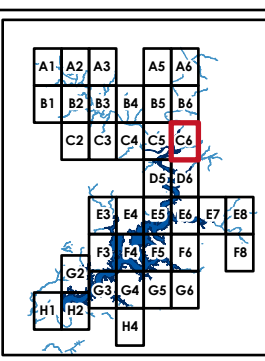 A1 A2 A3 A5 A6
B1 B2 B3 B4 B5 B6
C2 C3 C4 C5 C6
D5 D6
E3 E4 E5 E6 E7 E8
F3 F4 F5 F6 F8
G2 G3 G4 G5 G6
H1 H2 H4